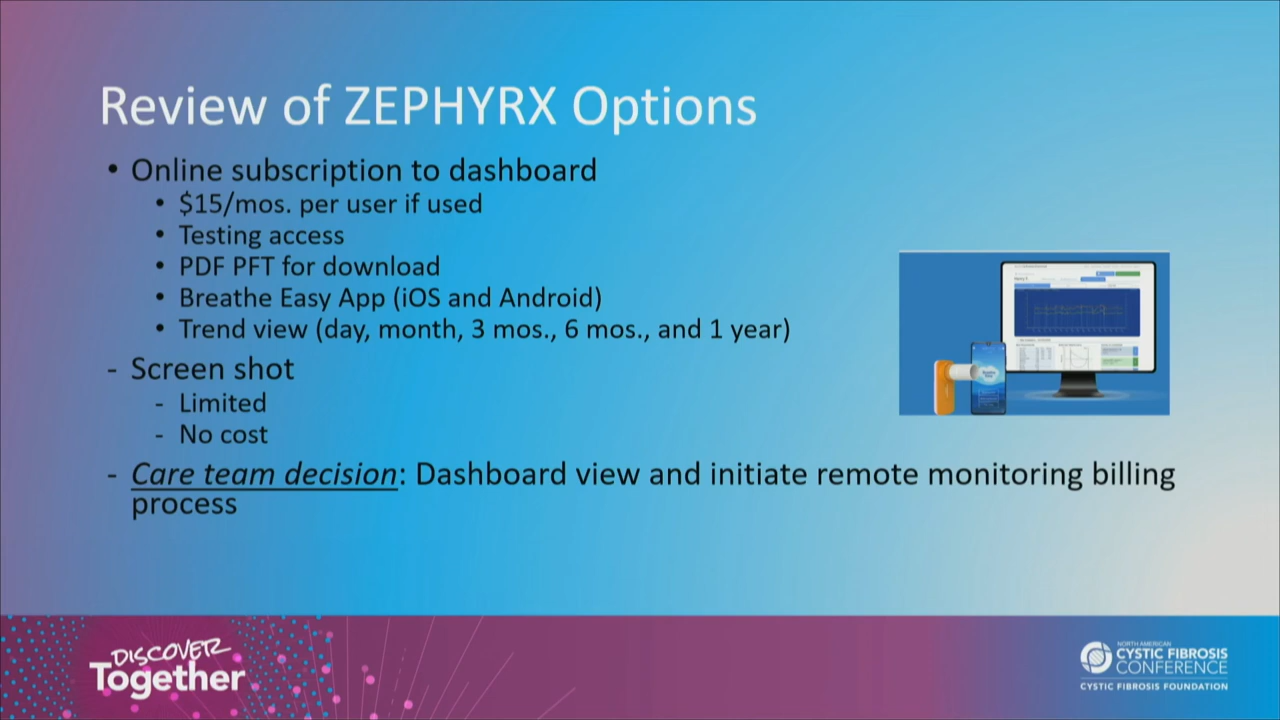 Review of ZEPHYRX Options
• Online subscription to dashboard
• $15/mos. per user if used
• Testing access
• PDF PFT for download
• Breathe Easy App (iOS and Android)
• Trend view (day, month, 3 mos., 6 mos., and 1 year)
- Screen shot
- Limited
- No cost
- Care team decision: Dashboard view and initiate remote monitoring billing
process
DISCOVER
Together
NORTH AMERICAN
CYSTIC FIBROSIS
CONFERENCE
CYSTIC FIBROSIS FOUNDATION